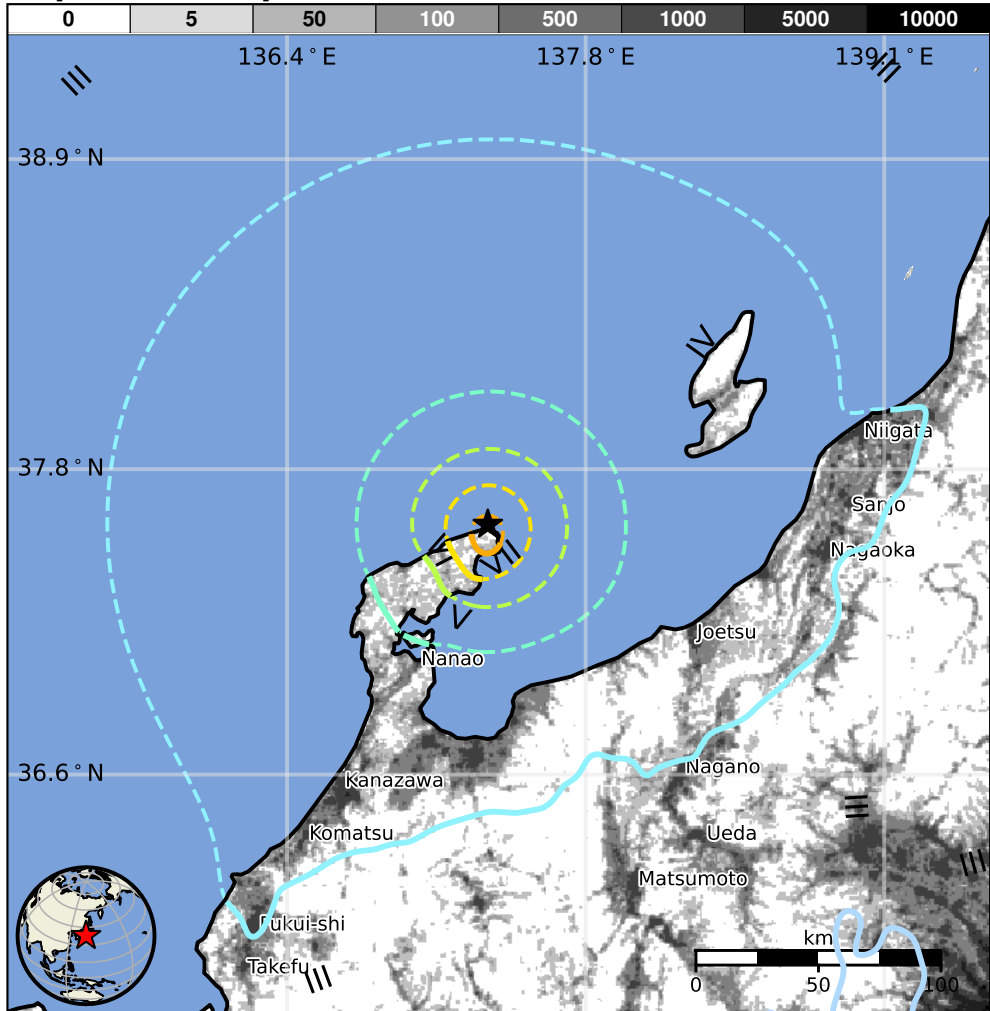 0 5 50 100 500 1000 5000 10000
136.4°E 137.8°E 139.1°E
III III
38.9°N
IV
Niigata
37.8°N
Sanjo
Nagaoka
VII
V
Joetsu
Nanao
36.6°N
Nagano
Kanazawa
III
Komatsu
Ueda
III
Matsumoto
Fukui-shi
km
Takefu
III
0 50 100